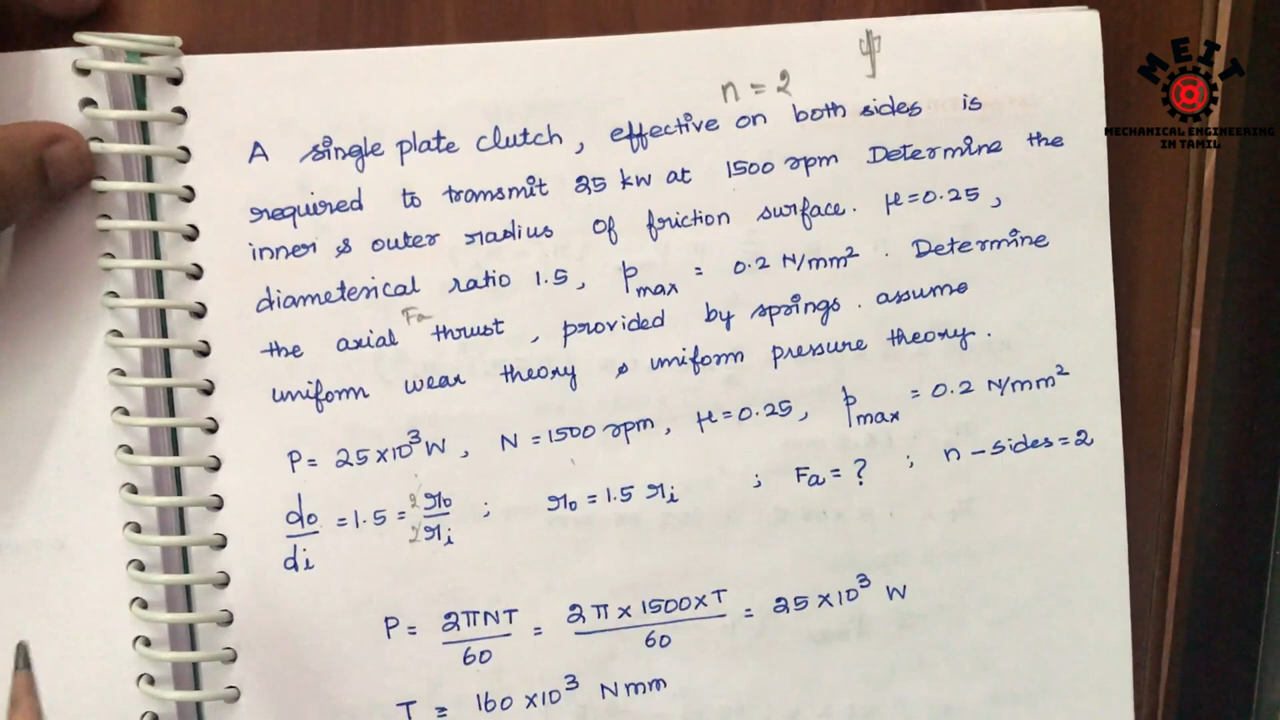 n = 2
A single plate clutch, effective on both sides is
required to transmit 25 kw at 1500 rpm Determine the
inner & outer radius of friction surface. μ=0.25,
diameterical ratio 1.5, pmax = 0.2 N/mm². Determine
the axial Fa thrust, provided by springs. assume
uniform wear theory & uniform pressure theory.
P = 25×10³W, N = 1500 rpm, μ=0.25, pmax = 0.2 N/mm²
do/di = 1.5 = 2ro/2ri ; ro = 1.5 ri ; Fa = ? ; n-sides=2
P = 2πNT/60 = 2π×1500×T/60 = 25×10³ W
T = 160×10³ Nmm
MEIT
MECHANICAL ENGINEERING
IN TAMIL